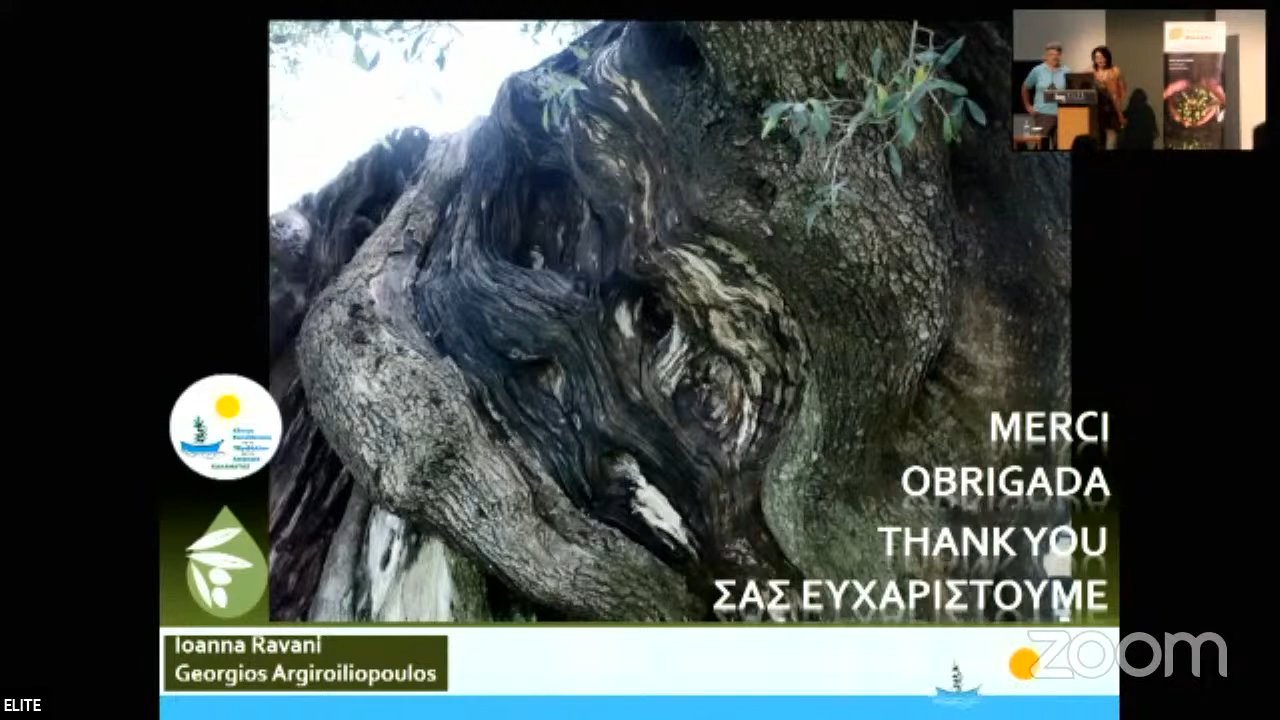 MERCI
OBRIGADA
THANK YOU
ΣΑΣ ΕΥΧΑΡΙΣΤΟΥΜΕ
Ioanna Ravani
Georgios Argiroiliopoulos
zoom
ELITE